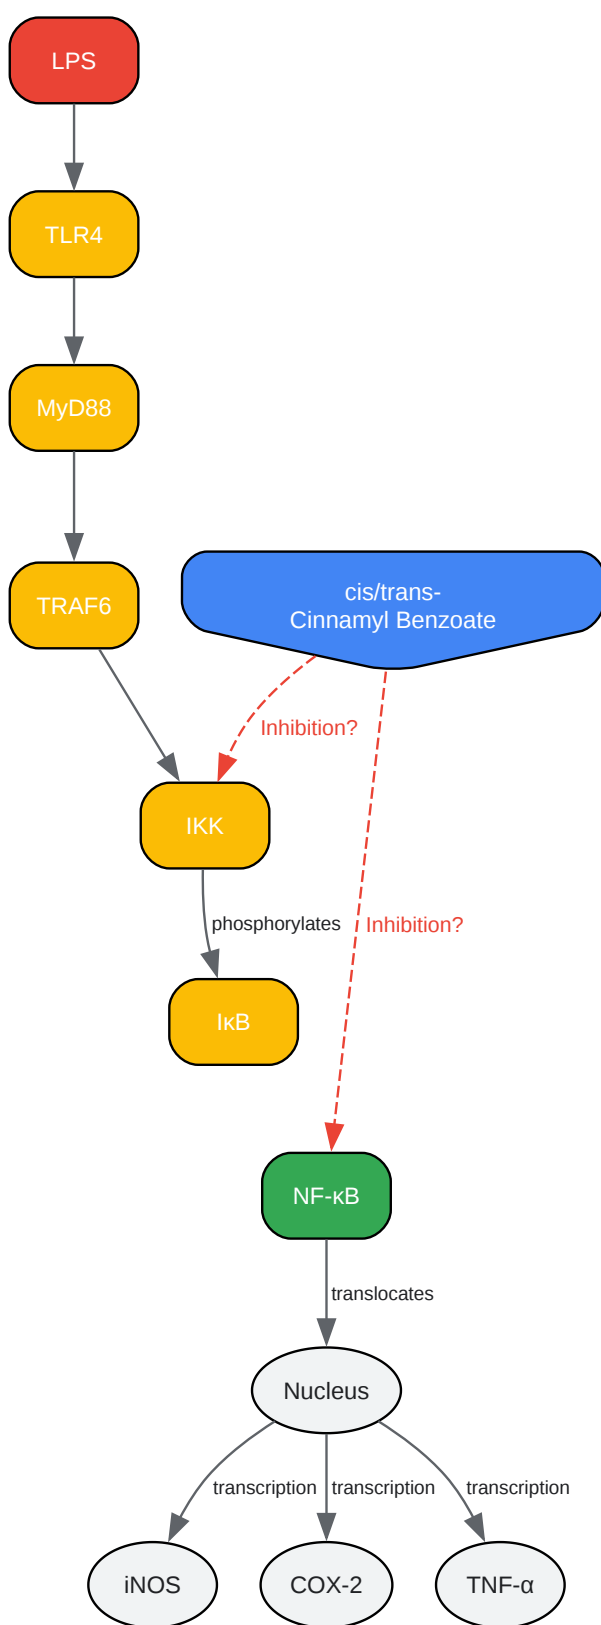 LPS
TLR4
MyD88
TRAF6
cis/trans-
Cinnamyl Benzoate
Inhibition?
IKK
phosphorylates
Inhibition?
IκB
NF-κB
translocates
Nucleus
transcription
transcription
transcription
iNOS
COX-2
TNF-α